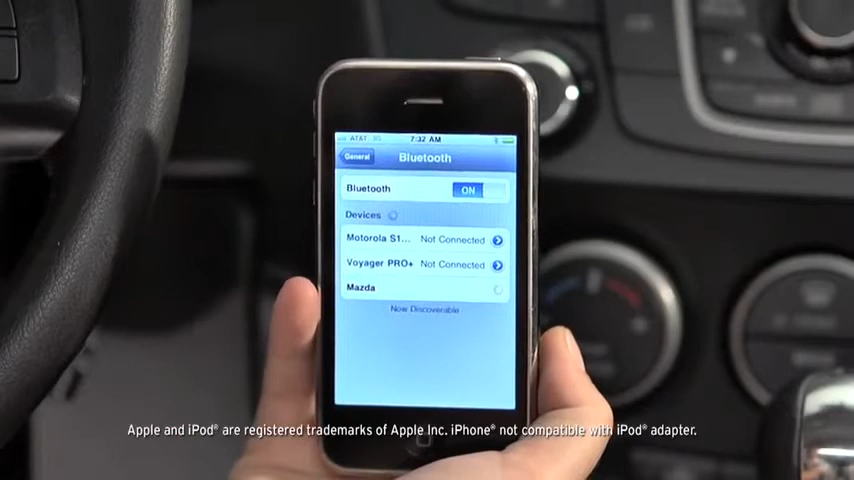 AT&T 3G 7:32 AM
General Bluetooth
Bluetooth ON
Devices
Motorola S1... Not Connected
Voyager PRO+ Not Connected
Mazda
Now Discoverable
Apple and iPod® are registered trademarks of Apple Inc. iPhone® not compatible with iPod® adapter.